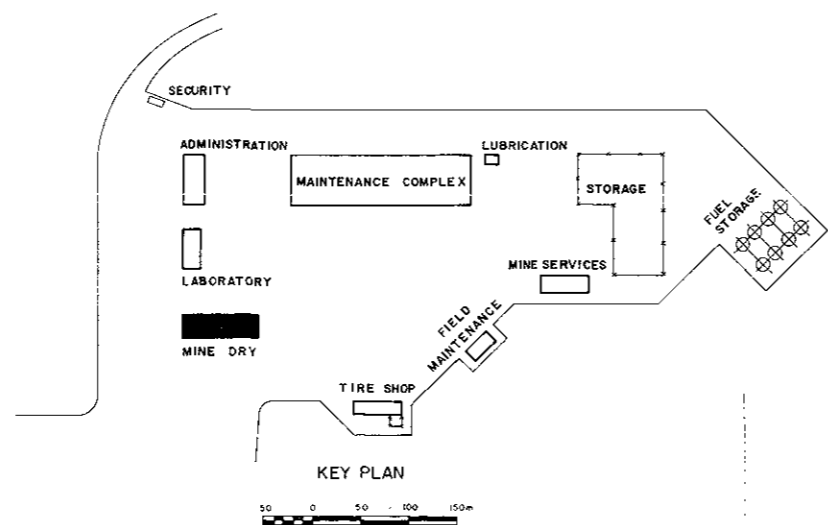 SECURITY
ADMINISTRATION
LUBRICATION
MAINTENANCE COMPLEX
STORAGE
FUEL
STORAGE
LABORATORY
MINE SERVICES
FIELD
MAINTENANCE
MINE DRY
TIRE SHOP
KEY PLAN
50 0 50 100 150m